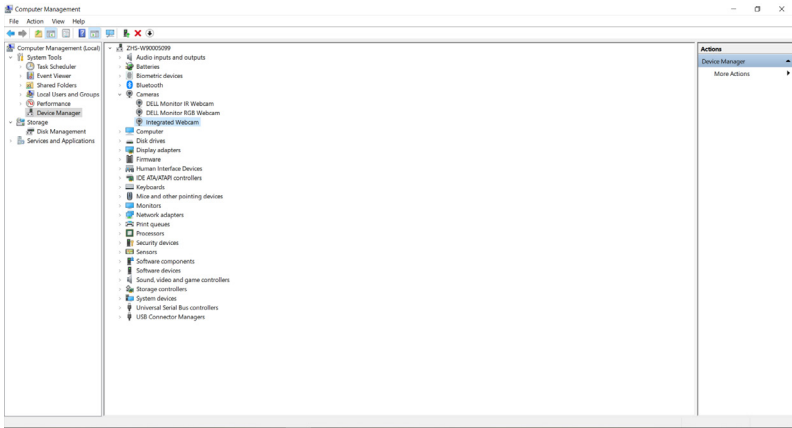 Computer Management
File Action View Help
Computer Management (Local)
System Tools
Task Scheduler
Event Viewer
Shared Folders
Local Users and Groups
Performance
Device Manager
Storage
Disk Management
Services and Applications
ZHS-W90005099
Audio inputs and outputs
Batteries
Biometric devices
Bluetooth
Cameras
DELL Monitor IR Webcam
DELL Monitor RGB Webcam
Integrated Webcam
Computer
Disk drives
Display adapters
Firmware
Human Interface Devices
IDE ATA/ATAPI controllers
Keyboards
Mice and other pointing devices
Monitors
Network adapters
Print queues
Processors
Security devices
Sensors
Software components
Software devices
Sound, video and game controllers
Storage controllers
System devices
Universal Serial Bus controllers
USB Connector Managers
Actions
Device Manager
More Actions